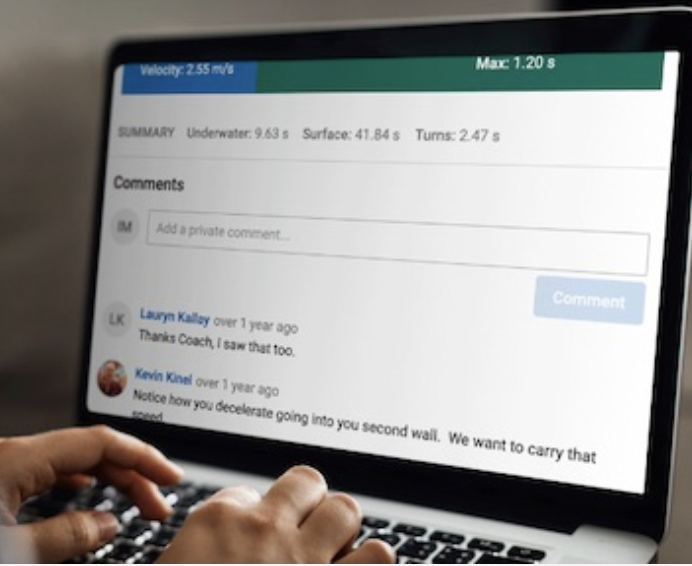 Velocity: 2.55 m/s
Max: 1.20 s
SUMMARY Underwater: 9.63 s Surface: 41.84 s Turns: 2.47 s
Comments
IM
Add a private comment...
Comment
LK
Lauryn Kalloy over 1 year ago
Thanks Coach, I saw that too.
Kevin Kinel over 1 year ago
Notice how you decelerate going into you second wall. We want to carry that
speed